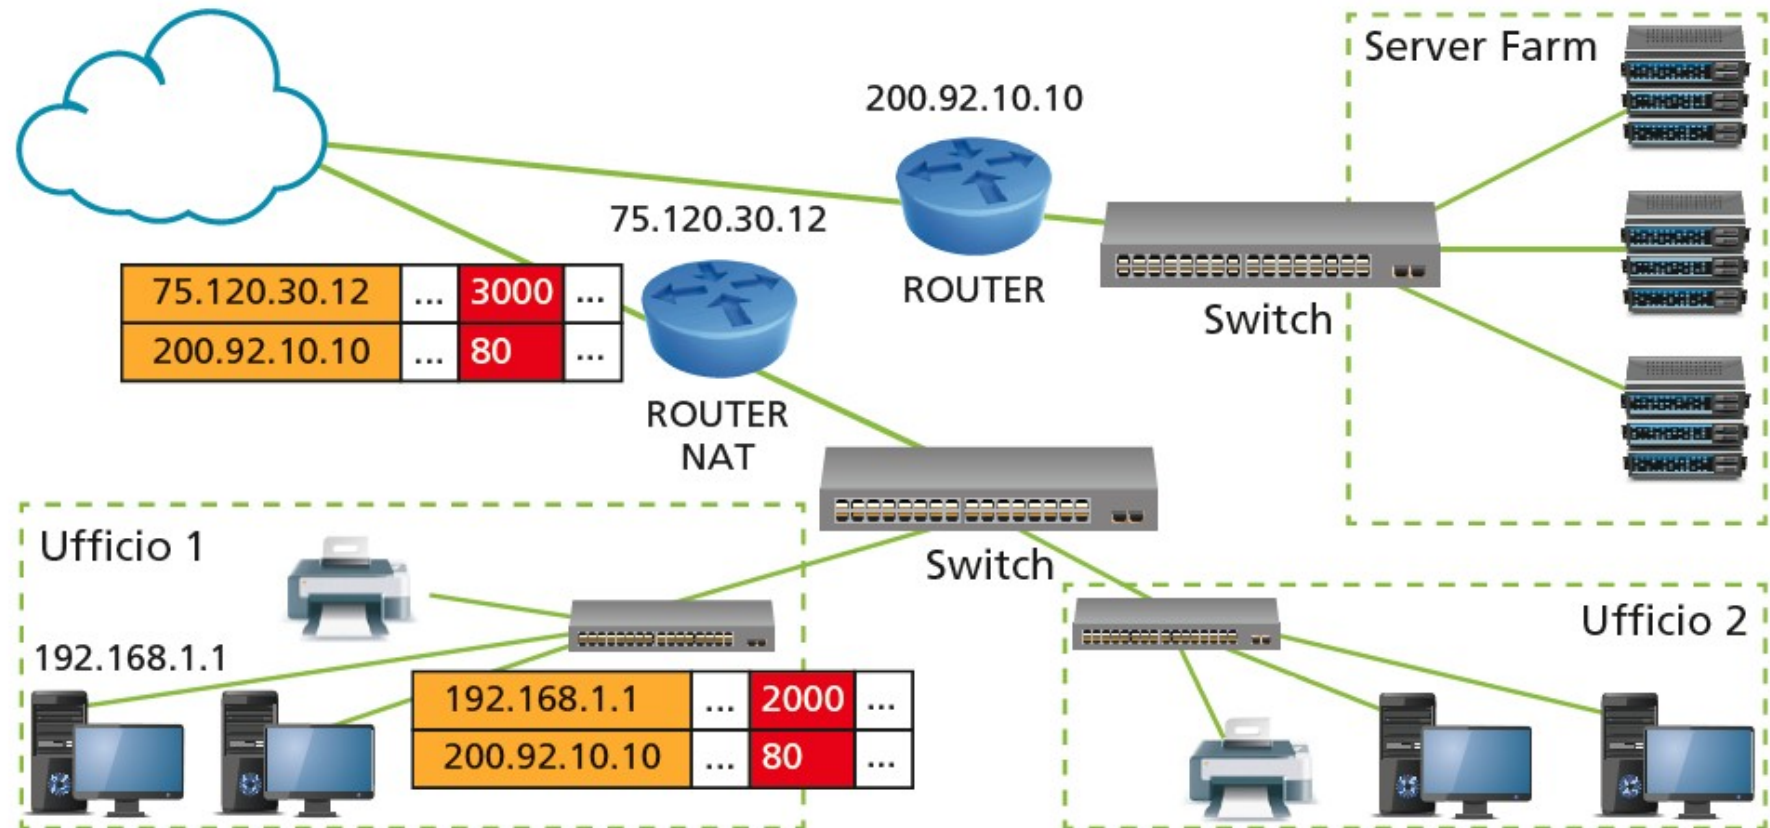 Server Farm
200.92.10.10
75.120.30.12
ROUTER
Switch
75.120.30.12 ... 3000 ...
200.92.10.10 ... 80 ...
ROUTER
NAT
Switch
Ufficio 1
192.168.1.1
192.168.1.1 ... 2000 ...
200.92.10.10 ... 80 ...
Ufficio 2